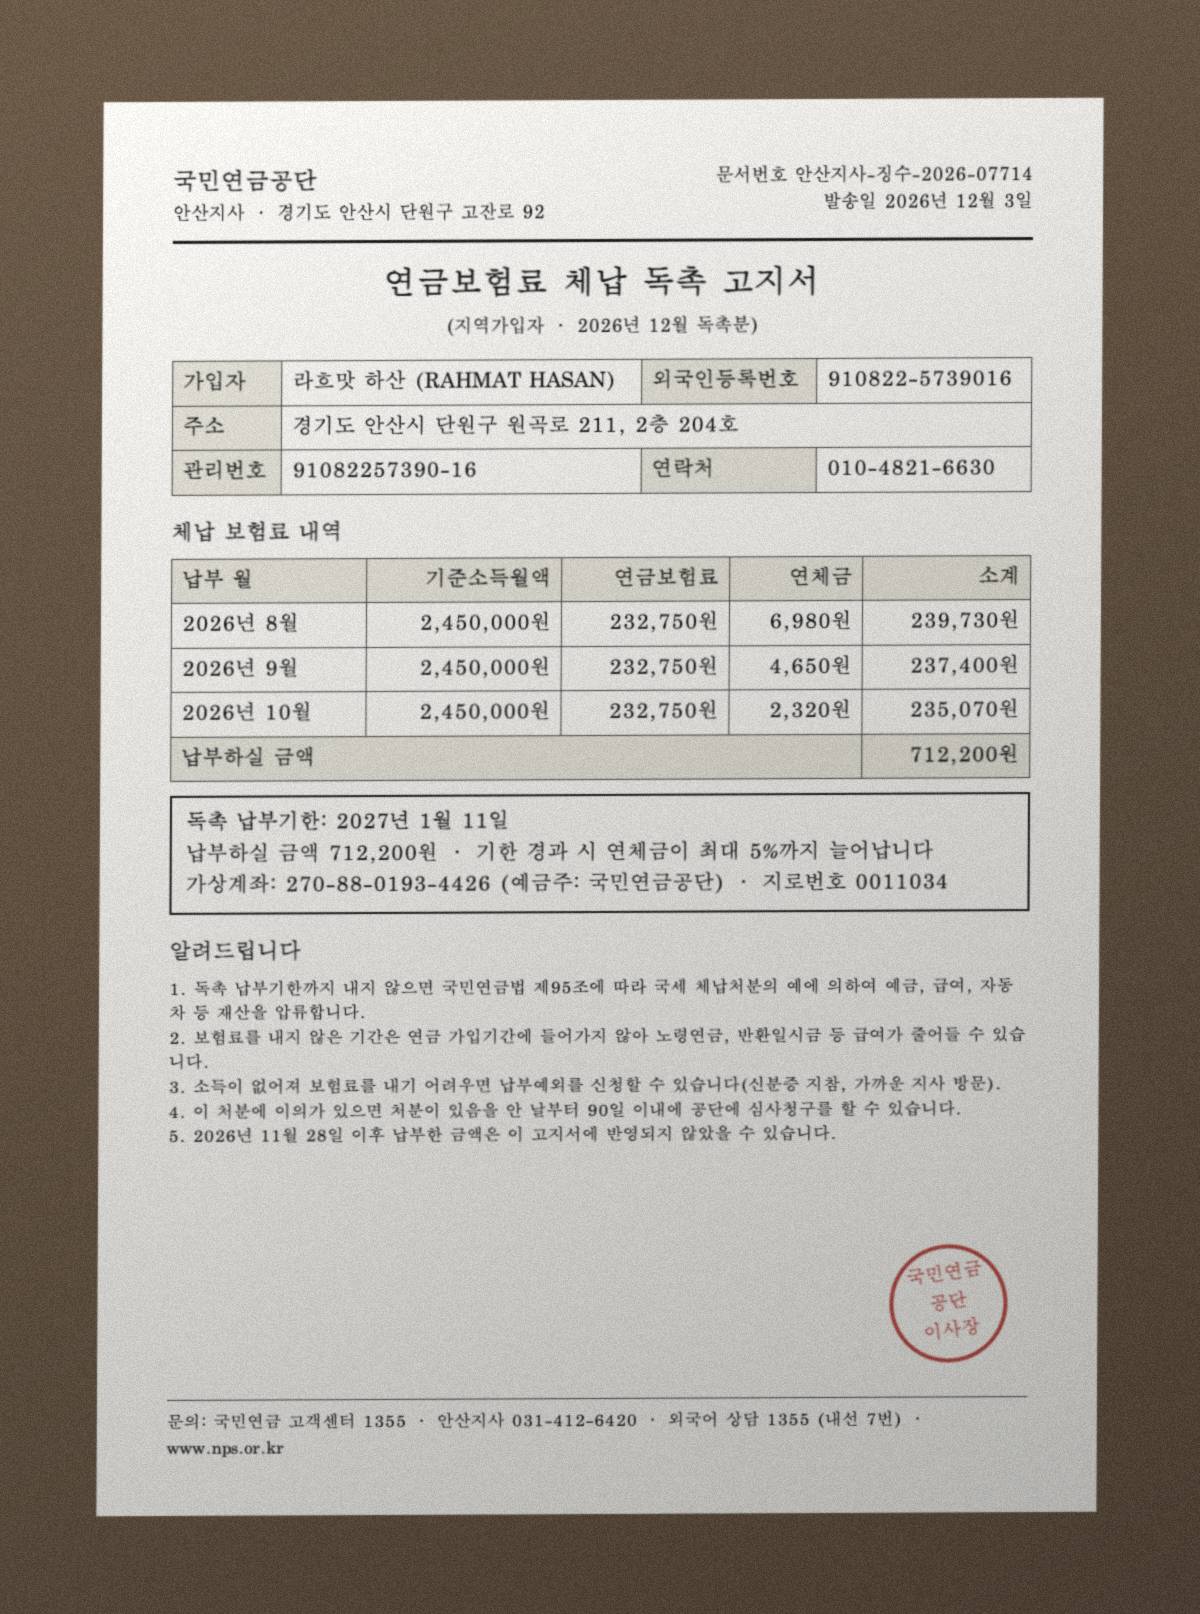 국민연금공단
문서번호 안산지사-징수-2026-07714
안산지사 · 경기도 안산시 단원구 고잔로 92
발송일 2026년 12월 3일
연금보험료 체납 독촉 고지서
(지역가입자 · 2026년 12월 독촉분)
가입자 라흐맛 하산 (RAHMAT HASAN) 외국인등록번호 910822-5739016
주소 경기도 안산시 단원구 원곡로 211, 2층 204호
관리번호 91082257390-16 연락처 010-4821-6630
체납 보험료 내역
납부 월 기준소득월액 연금보험료 연체금 소계
2026년 8월 2,450,000원 232,750원 6,980원 239,730원
2026년 9월 2,450,000원 232,750원 4,650원 237,400원
2026년 10월 2,450,000원 232,750원 2,320원 235,070원
납부하실 금액 712,200원
독촉 납부기한: 2027년 1월 11일
납부하실 금액 712,200원 · 기한 경과 시 연체금이 최대 5%까지 늘어납니다
가상계좌: 270-88-0193-4426 (예금주: 국민연금공단) · 지로번호 0011034
알려드립니다
1. 독촉 납부기한까지 내지 않으면 국민연금법 제95조에 따라 국세 체납처분의 예에 의하여 예금, 급여, 자동
차 등 재산을 압류합니다.
2. 보험료를 내지 않은 기간은 연금 가입기간에 들어가지 않아 노령연금, 반환일시금 등 급여가 줄어들 수 있습
니다.
3. 소득이 없어져 보험료를 내기 어려우면 납부예외를 신청할 수 있습니다(신분증 지참, 가까운 지사 방문).
4. 이 처분에 이의가 있으면 처분이 있음을 안 날부터 90일 이내에 공단에 심사청구를 할 수 있습니다.
5. 2026년 11월 28일 이후 납부한 금액은 이 고지서에 반영되지 않았을 수 있습니다.
국민연금
공단
이사장
문의: 국민연금 고객센터 1355 · 안산지사 031-412-6420 · 외국어 상담 1355 (내선 7번) ·
www.nps.or.kr